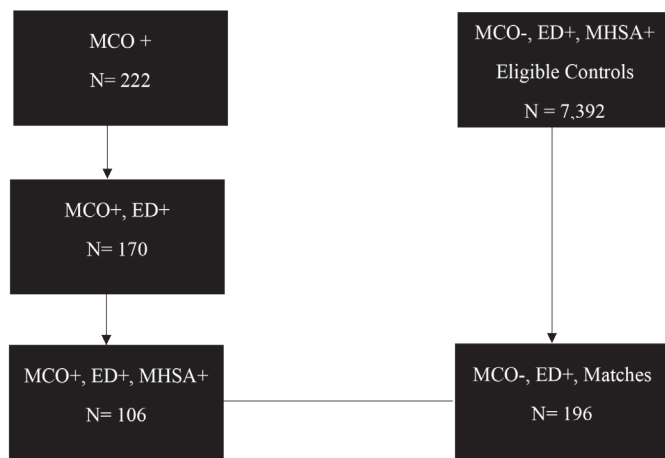 MCO +
N= 222
MCO+, ED+
N= 170
MCO+, ED+, MHSA+
N= 106
MCO-, ED+, MHSA+
Eligible Controls
N = 7,392
MCO-, ED+, Matches
N= 196